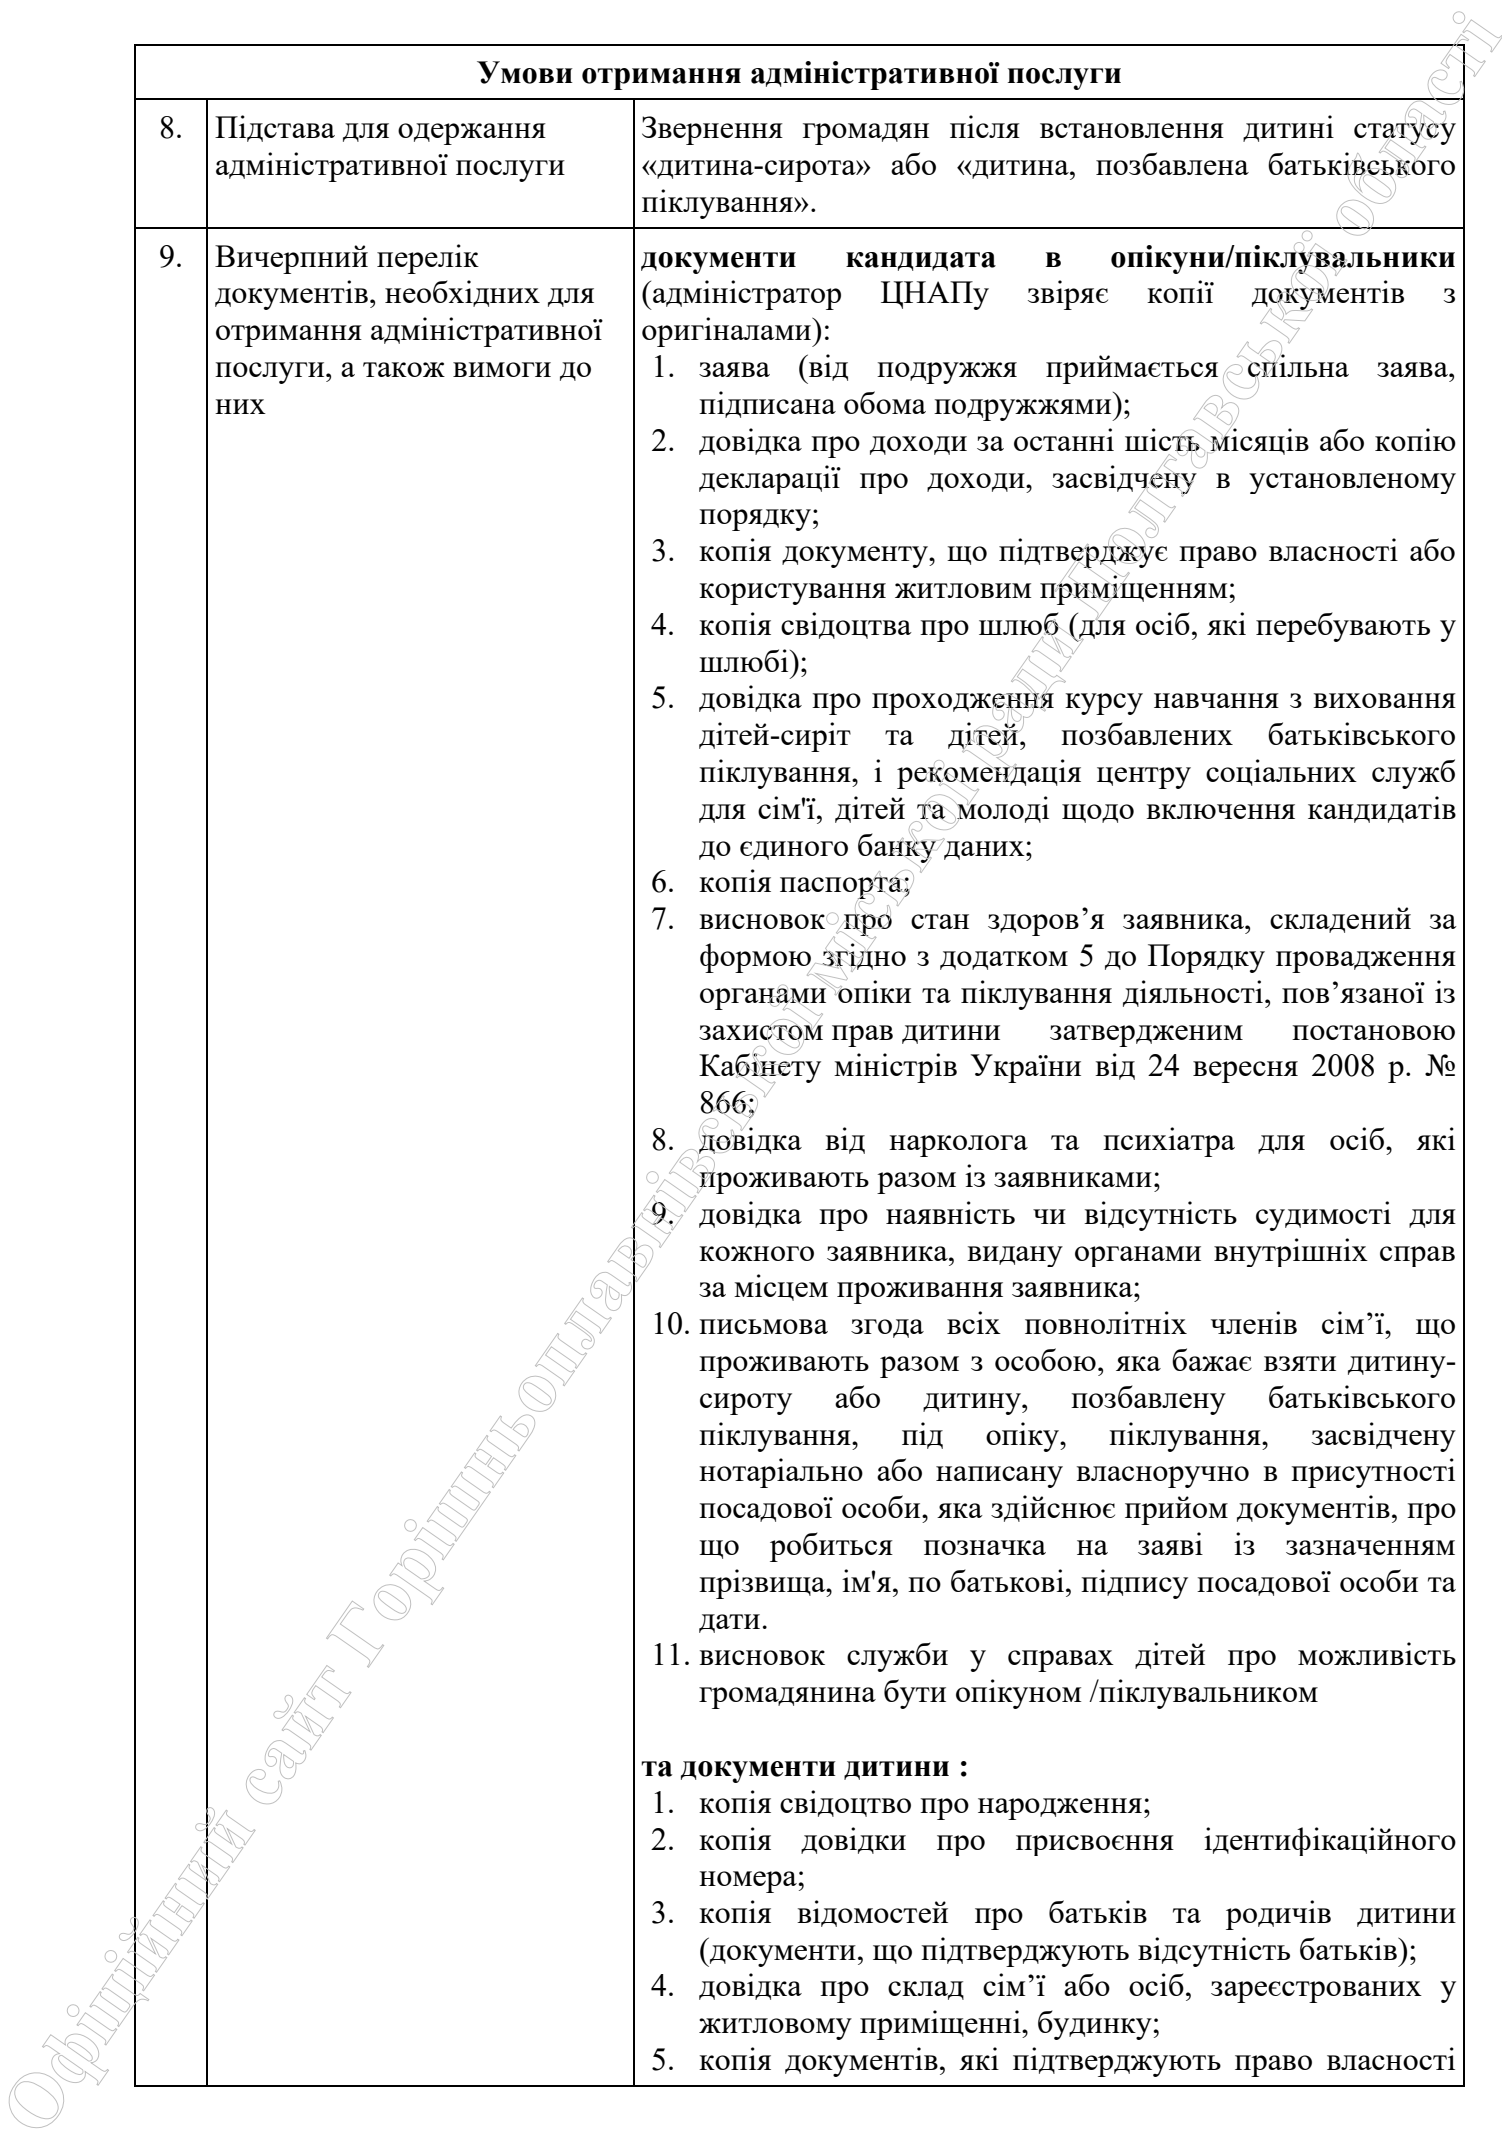 Умови отримання адміністративної послуги
8.
Підстава для одержання
адміністративної послуги
Звернення громадян після встановлення дитині статусу
«дитина-сирота» або «дитина, позбавлена батьківського
піклування».
9.
Вичерпний перелік
документів, необхідних для
отримання адміністративної
послуги, а також вимоги до
них
документи кандидата в опікуни/піклувальники
(адміністратор ЦНАПу звіряє копії документів з
оригіналами):
1. заява (від подружжя приймається спільна заява,
підписана обома подружжями);
2. довідка про доходи за останні шість місяців або копію
декларації про доходи, засвідчену в установленому
порядку;
3. копія документу, що підтверджує право власності або
користування житловим приміщенням;
4. копія свідоцтва про шлюб (для осіб, які перебувають у
шлюбі);
5. довідка про проходження курсу навчання з виховання
дітей-сиріт та дітей, позбавлених батьківського
піклування, і рекомендація центру соціальних служб
для сім'ї, дітей та молоді щодо включення кандидатів
до єдиного банку даних;
6. копія паспорта;
7. висновок про стан здоров’я заявника, складений за
формою згідно з додатком 5 до Порядку провадження
органами опіки та піклування діяльності, пов’язаної із
захистом прав дитини затвердженим постановою
Кабінету міністрів України від 24 вересня 2008 р. №
866;
8. довідка від нарколога та психіатра для осіб, які
проживають разом із заявниками;
9. довідка про наявність чи відсутність судимості для
кожного заявника, видану органами внутрішніх справ
за місцем проживання заявника;
10. письмова згода всіх повнолітніх членів сім’ї, що
проживають разом з особою, яка бажає взяти дитину-
сироту або дитину, позбавлену батьківського
піклування, під опіку, піклування, засвідчену
нотаріально або написану власноручно в присутності
посадової особи, яка здійснює прийом документів, про
що робиться позначка на заяві із зазначенням
прізвища, ім'я, по батькові, підпису посадової особи та
дати.
11. висновок служби у справах дітей про можливість
громадянина бути опікуном /піклувальником
та документи дитини :
1. копія свідоцтво про народження;
2. копія довідки про присвоєння ідентифікаційного
номера;
3. копія відомостей про батьків та родичів дитини
(документи, що підтверджують відсутність батьків);
4. довідка про склад сім’ї або осіб, зареєстрованих у
житловому приміщенні, будинку;
5. копія документів, які підтверджують право власності
Офіційний сайт Горішньоплавнівської міської ради Полтавської області